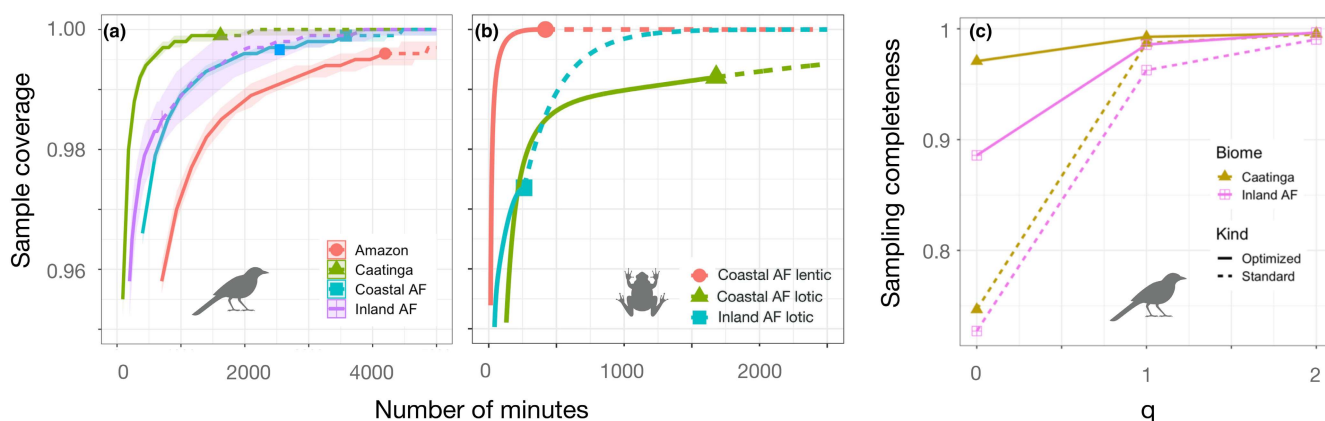 (a)
(b)
(c)
Sample coverage
1.00
0.98
0.96
Amazon
Caatinga
Coastal AF
Inland AF
0
2000
4000
Coastal AF lentic
Coastal AF lotic
Inland AF lotic
0
1000
2000
Number of minutes
Sampling completeness
1
0.9
0.8
Biome
Caatinga
Inland AF
Kind
Optimized
Standard
0
1
2
q